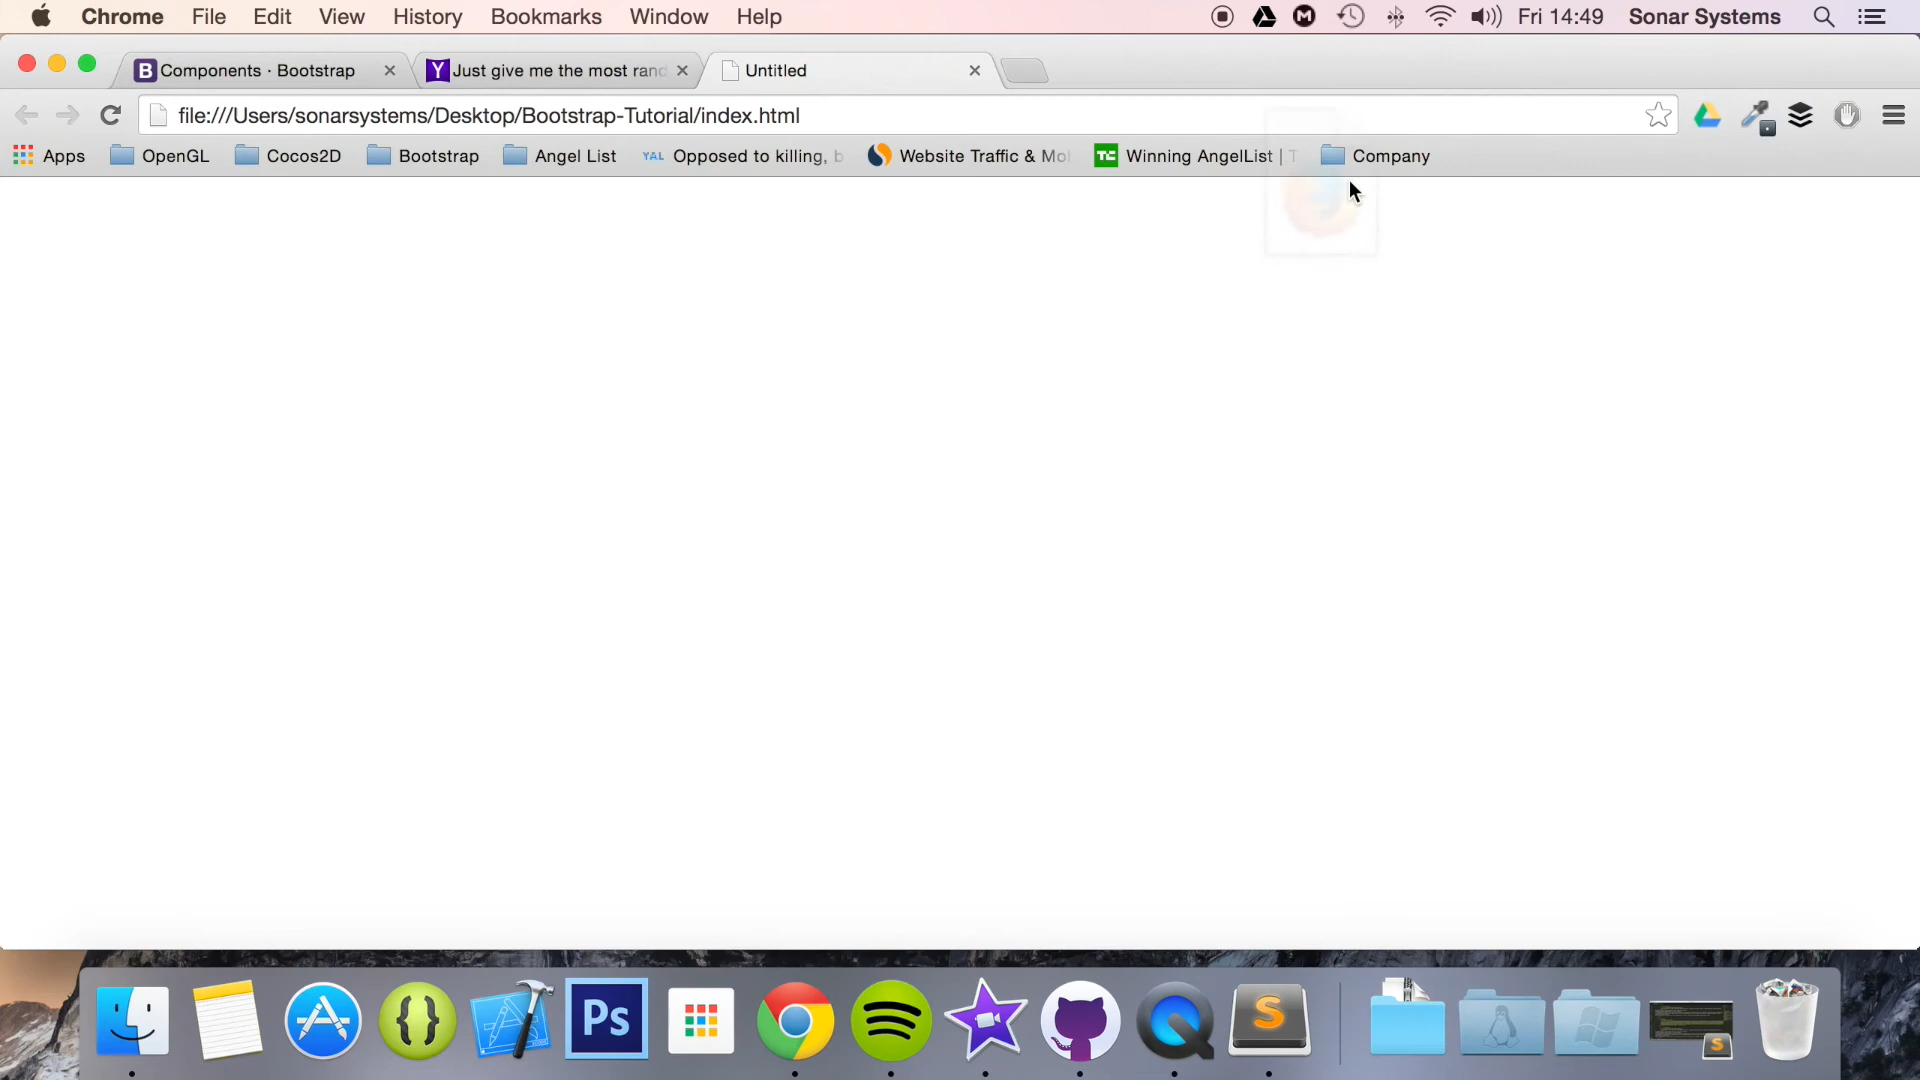 Chrome File Edit View History Bookmarks Window Help Fri 14:49 Sonar Systems
Components · Bootstrap Just give me the most rand Untitled
file:///Users/sonarsystems/Desktop/Bootstrap-Tutorial/index.html
Apps OpenGL Cocos2D Bootstrap Angel List YAL Opposed to killing, b Website Traffic & Mo TC Winning AngelList | T Company
Ps S